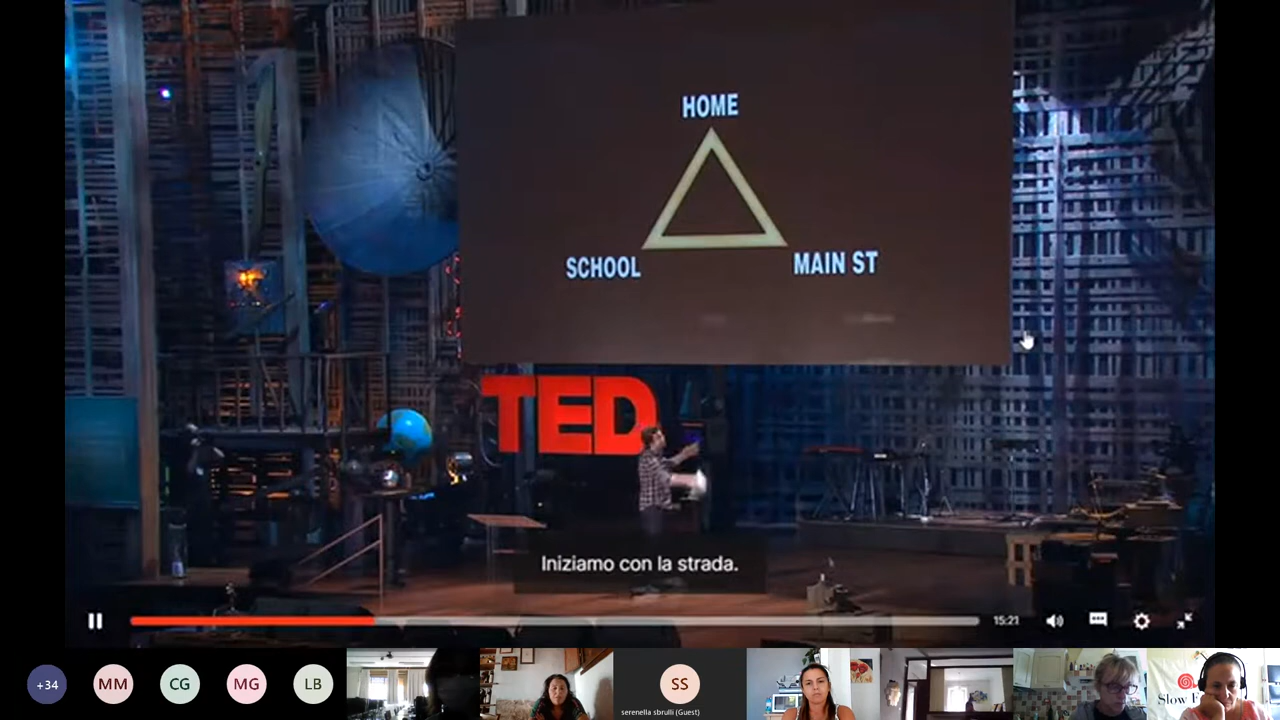 HOME
SCHOOL
MAIN ST
TED
Iniziamo con la strada.
15:21
+34
MM
CG
MG
LB
SS
serenella sbrulli (Guest)
Slow